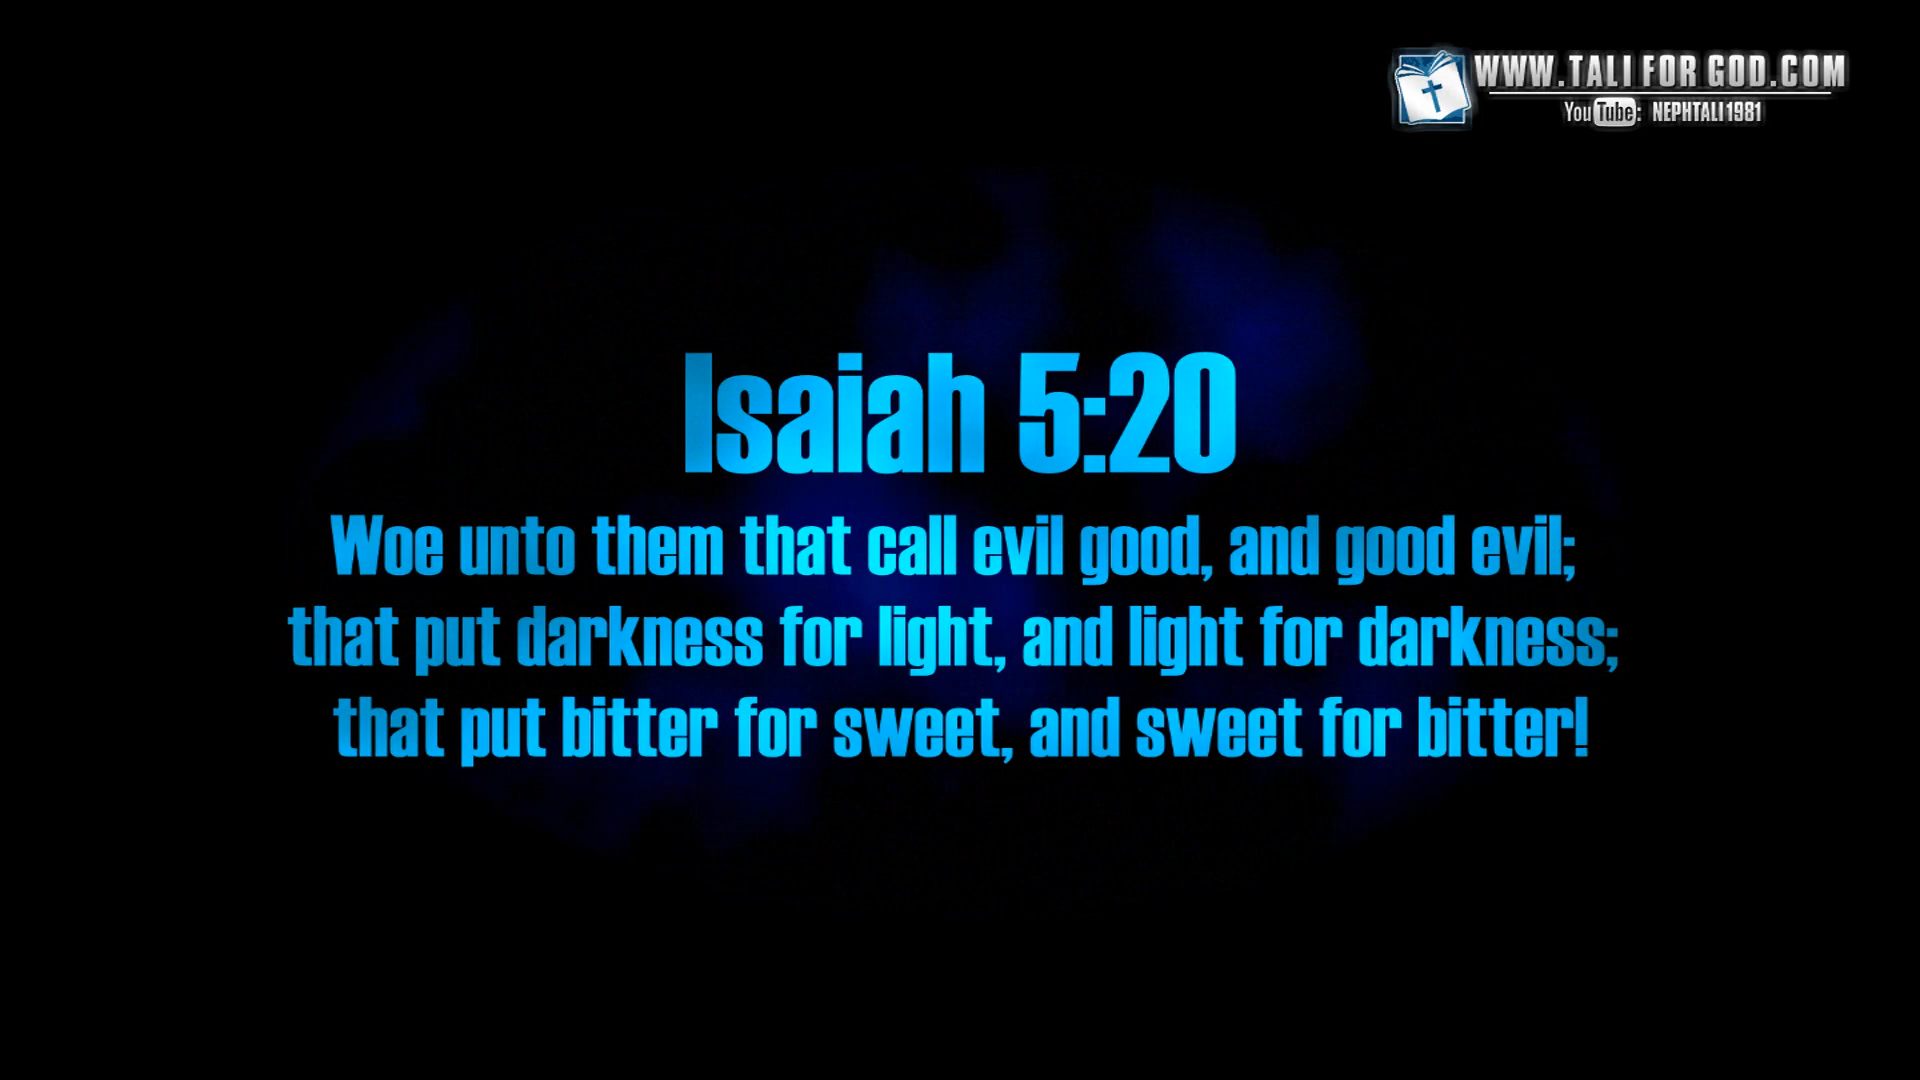 WWW.TALI FOR GOD.COM
YouTube: NEPHTALI1981
Isaiah 5:20
Woe unto them that call evil good, and good evil;
that put darkness for light, and light for darkness;
that put bitter for sweet, and sweet for bitter!